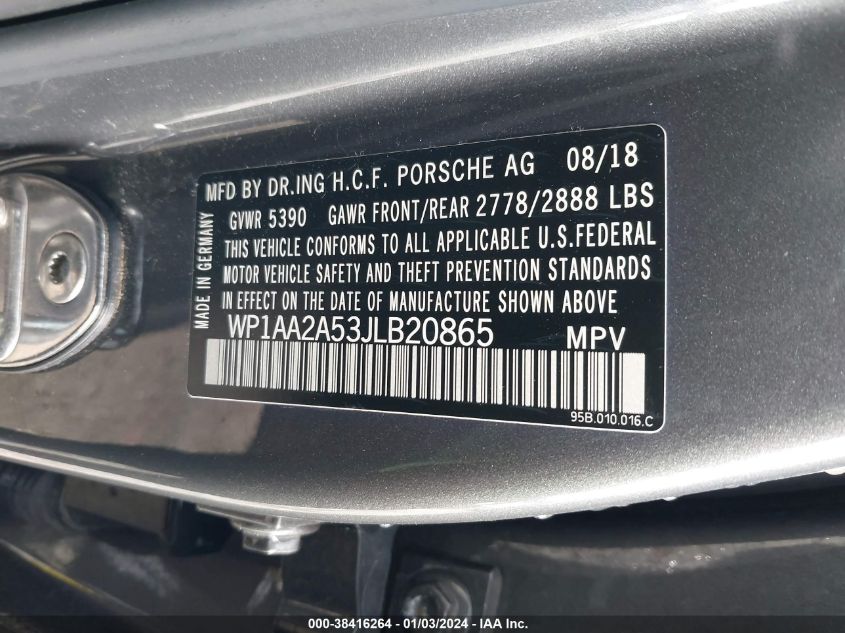 MFD BY DR.ING H.C.F. PORSCHE AG 08/18
GVWR 5390 GAWR FRONT/REAR 2778/2888 LBS
THIS VEHICLE CONFORMS TO ALL APPLICABLE U.S.FEDERAL
MOTOR VEHICLE SAFETY AND THEFT PREVENTION STANDARDS
IN EFFECT ON THE DATE OF MANUFACTURE SHOWN ABOVE
MADE IN GERMANY
WP1AA2A53JLB20865 MPV
95B.010.016.C
000-38416264 - 01/03/2024 - IAA Inc.